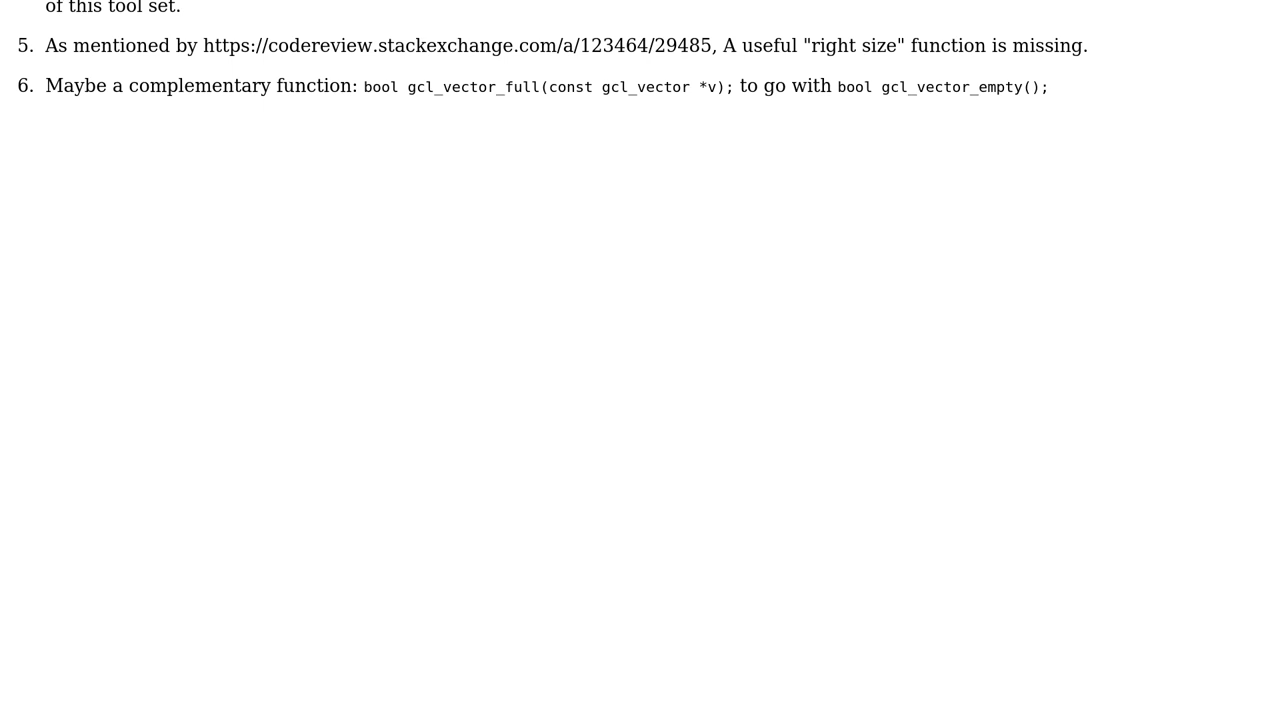 of this tool set.
5. As mentioned by https://codereview.stackexchange.com/a/123464/29485, A useful "right size" function is missing.
6. Maybe a complementary function: bool gcl_vector_full(const gcl_vector *v); to go with bool gcl_vector_empty();